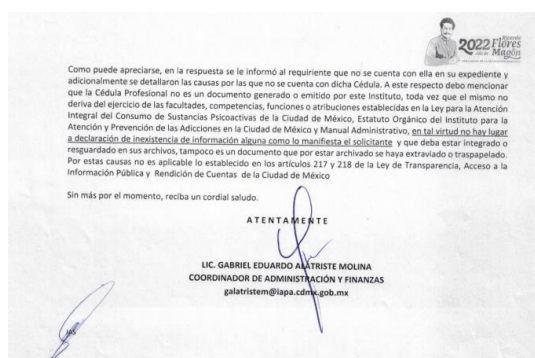 2022 Ricardo Flores Magón
Como puede apreciarse, en la respuesta se le informó al requiriente que no se cuenta con ella en su expediente y
adicionalmente se detallaron las causas por las que no se cuenta con dicha Cédula. A este respecto debo mencionar
que la Cédula Profesional no es un documento generado o emitido por este Instituto, toda vez que el mismo no
deriva del ejercicio de las facultades, competencias, funciones o atribuciones establecidas en la Ley para la Atención
Integral del Consumo de Sustancias Psicoactivas de la Ciudad de México, Estatuto Orgánico del Instituto para la
Atención y Prevención de las Adicciones en la Ciudad de México y Manual Administrativo, en tal virtud no hay lugar
a declaración de inexistencia de información alguna como lo manifiesta el solicitante y que deba estar integrado o
resguardado en sus archivos, tampoco es un documento que por estar archivado se haya extraviado o traspapelado.
Por estas causas no es aplicable lo establecido en los artículos 217 y 218 de la Ley de Transparencia, Acceso a la
Información Pública y Rendición de Cuentas de la Ciudad de México
Sin más por el momento, reciba un cordial saludo.
A T E N T A M E N T E
LIC. GABRIEL EDUARDO ALATRISTE MOLINA
COORDINADOR DE ADMINISTRACIÓN Y FINANZAS
galatristem@iapa.cdmx.gob.mx